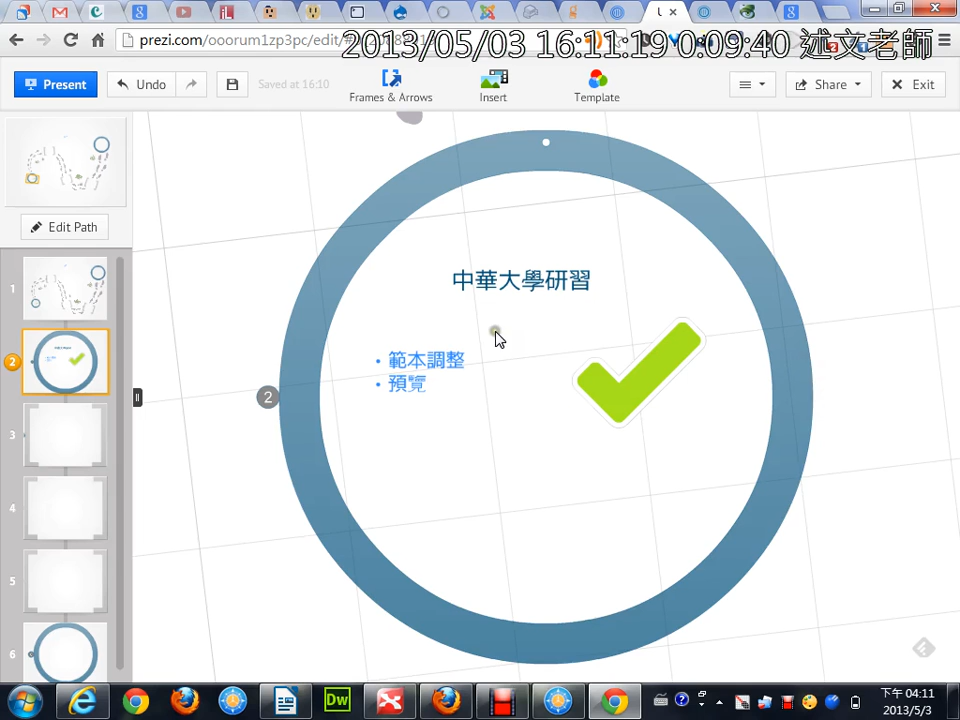 prezi.com/ooorum1zp3pc/edit/#
2013/05/03 16:11:19 0:09:40 述文老師
Present
Undo
Saved at 16:10
Frames & Arrows
Insert
Template
Share
Exit
Edit Path
1
2
3
4
5
6
中華大學研習
• 範本調整
• 預覽
2
Dw
下午 04:11
2013/5/3